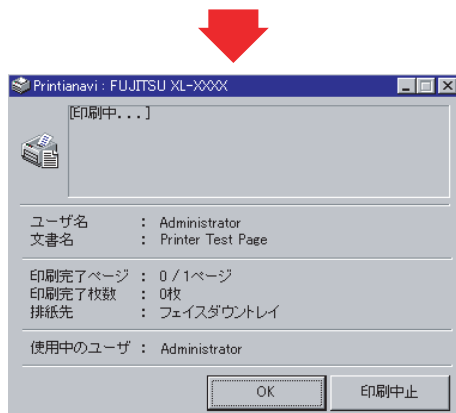 Printianavi : FUJITSU XL-XXXX
[印刷中...]
ユーザ名 : Administrator
文書名 : Printer Test Page
印刷完了ページ : 0 / 1ページ
印刷完了枚数 : 0枚
排紙先 : フェイスダウントレイ
使用中のユーザ : Administrator
OK 印刷中止